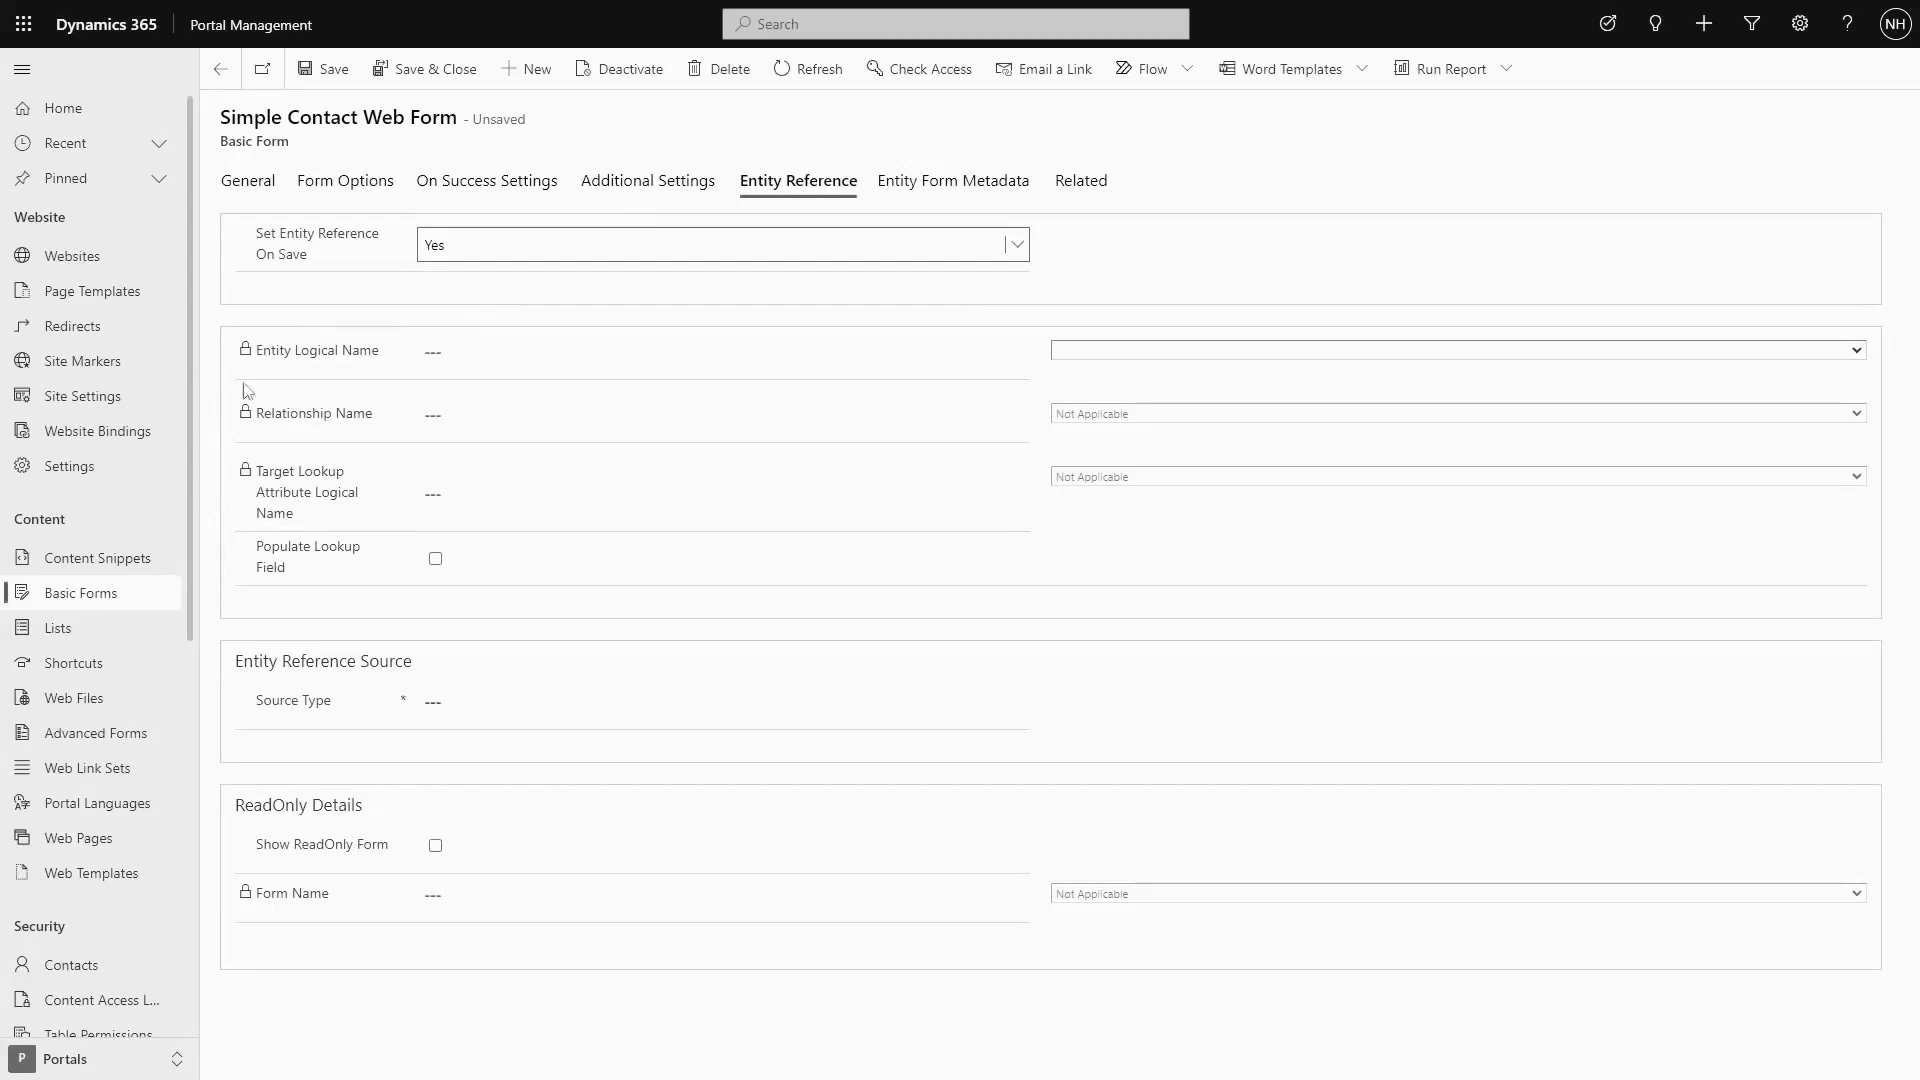 Dynamics 365
Portal Management
Search
NH
Save
Save & Close
New
Deactivate
Delete
Refresh
Check Access
Email a Link
Flow
Word Templates
Run Report
Home
Recent
Pinned
Website
Websites
Page Templates
Redirects
Site Markers
Site Settings
Website Bindings
Settings
Content
Content Snippets
Basic Forms
Lists
Shortcuts
Web Files
Advanced Forms
Web Link Sets
Portal Languages
Web Pages
Web Templates
Security
Contacts
Content Access L...
Table Permissions
P
Portals
Simple Contact Web Form - Unsaved
Basic Form
General
Form Options
On Success Settings
Additional Settings
Entity Reference
Entity Form Metadata
Related
Set Entity Reference
On Save
Yes
Entity Logical Name
---
Relationship Name
---
Not Applicable
Target Lookup
Attribute Logical
Name
---
Not Applicable
Populate Lookup
Field
Entity Reference Source
Source Type * ---
ReadOnly Details
Show ReadOnly Form
Form Name
---
Not Applicable